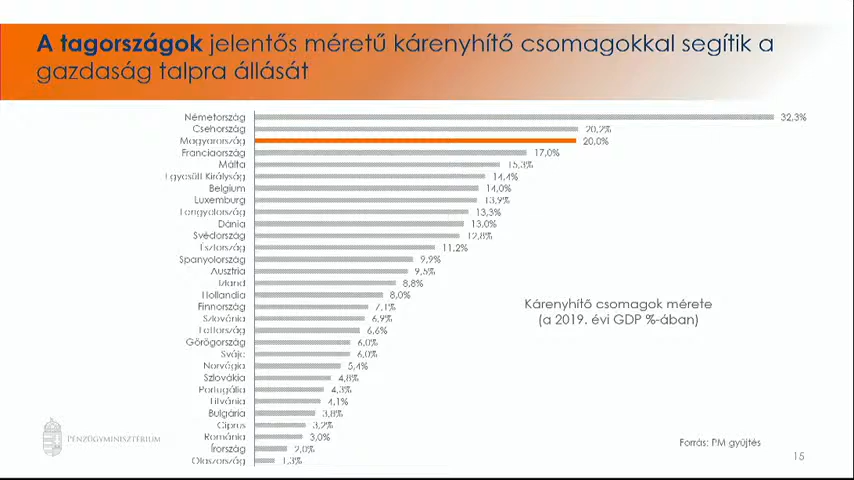 A tagországok jelentős méretű kárenyhítő csomagokkal segítik a
gazdaság talpra állását
Németország 32,3%
Csehország 20,2%
Magyarország 20,0%
Franciaország 17,0%
Málta 15,3%
Egyesült Királyság 14,4%
Belgium 14,0%
Luxemburg 13,9%
Lengyelország 13,3%
Dánia 13,0%
Svédország 12,8%
Észtország 11,2%
Spanyolország 9,9%
Ausztria 9,5%
Izland 8,8%
Hollandia 8,0%
Finnország 7,1%
Szlovénia 6,9%
Lettország 6,6%
Görögország 6,0%
Svájc 6,0%
Norvégia 5,4%
Szlovákia 4,8%
Portugália 4,3%
Litvánia 4,1%
Bulgária 3,8%
Ciprus 3,2%
Románia 3,0%
Írország 2,0%
Olaszország 1,3%
Kárenyhítő csomagok mérete
(a 2019. évi GDP %-ában)
PÉNZÜGYMINISZTÉRIUM
Forrás: PM gyűjtés
15